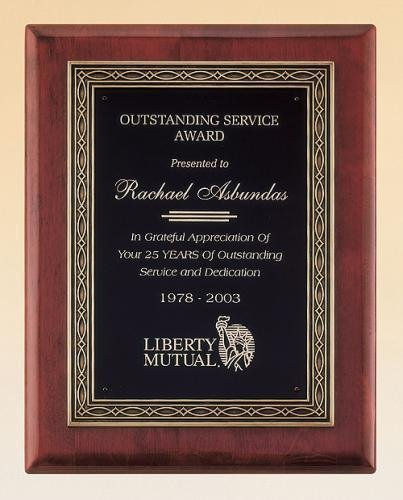 OUTSTANDING SERVICE
AWARD
Presented to
Rachael Asbundas
In Grateful Appreciation Of
Your 25 YEARS Of Outstanding
Service and Dedication
1978 - 2003
LIBERTY
MUTUAL.